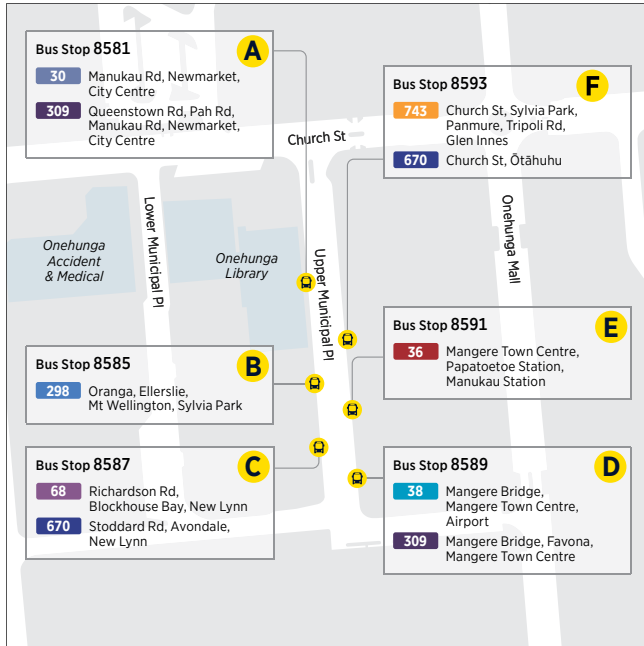 Bus Stop 8581
A
30
Manukau Rd, Newmarket,
City Centre
309
Queenstown Rd, Pah Rd,
Manukau Rd, Newmarket,
City Centre
Bus Stop 8593
F
743
Church St, Sylvia Park,
Panmure, Tripoli Rd,
Glen Innes
670
Church St, Ōtāhuhu
Church St
Lower Municipal Pl
Upper Municipal Pl
Onehunga Mall
Onehunga
Accident
& Medical
Onehunga
Library
Bus Stop 8591
E
36
Mangere Town Centre,
Papatoetoe Station,
Manukau Station
Bus Stop 8585
B
298
Oranga, Ellerslie,
Mt Wellington, Sylvia Park
Bus Stop 8587
C
68
Richardson Rd,
Blockhouse Bay, New Lynn
670
Stoddard Rd, Avondale,
New Lynn
Bus Stop 8589
D
38
Mangere Bridge,
Mangere Town Centre,
Airport
309
Mangere Bridge, Favona,
Mangere Town Centre